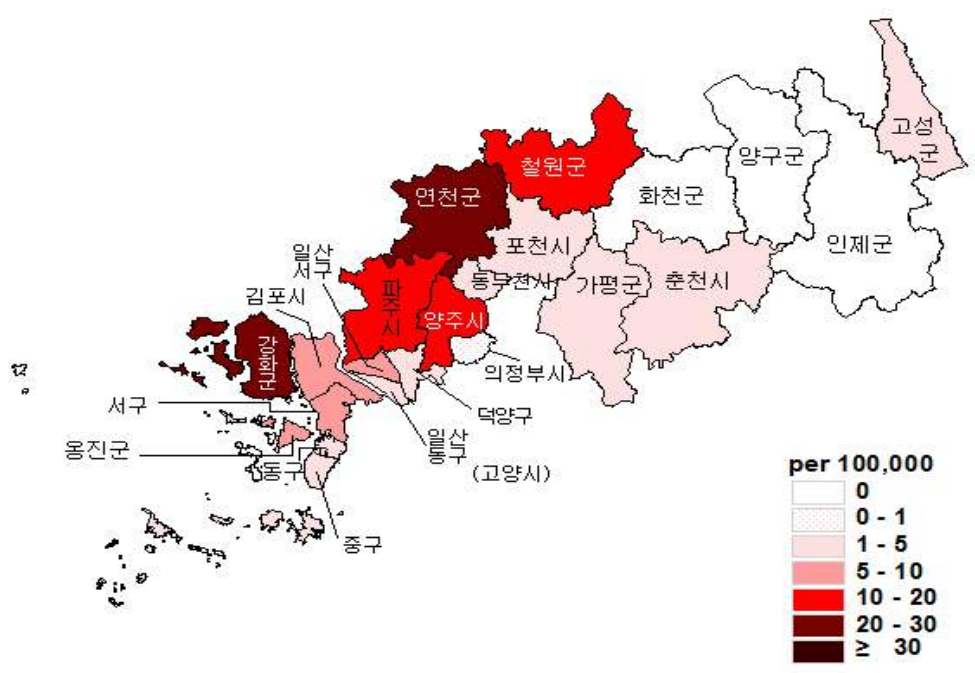 고성
군
양구군
철원군
화천군
연천군
인제군
포천시
일산
서구
동두천시
가평군
춘천시
김포시
파
주
시
양주시
강
화
군
의정부시
서구
덕양구
일산
동구
(고양시)
옹진군
동구
중구
per 100,000
0
0 - 1
1 - 5
5 - 10
10 - 20
20 - 30
≥ 30